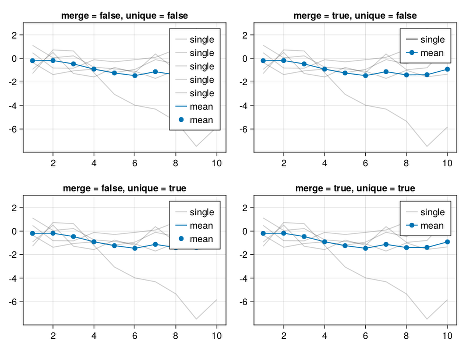 merge = false, unique = false
2
0
-2
-4
-6
2 4 6 8 10
single
single
single
single
single
mean
mean
merge = true, unique = false
2
0
-2
-4
-6
2 4 6 8 10
single
mean
merge = false, unique = true
2
0
-2
-4
-6
2 4 6 8 10
single
mean
mean
merge = true, unique = true
2
0
-2
-4
-6
2 4 6 8 10
single
mean